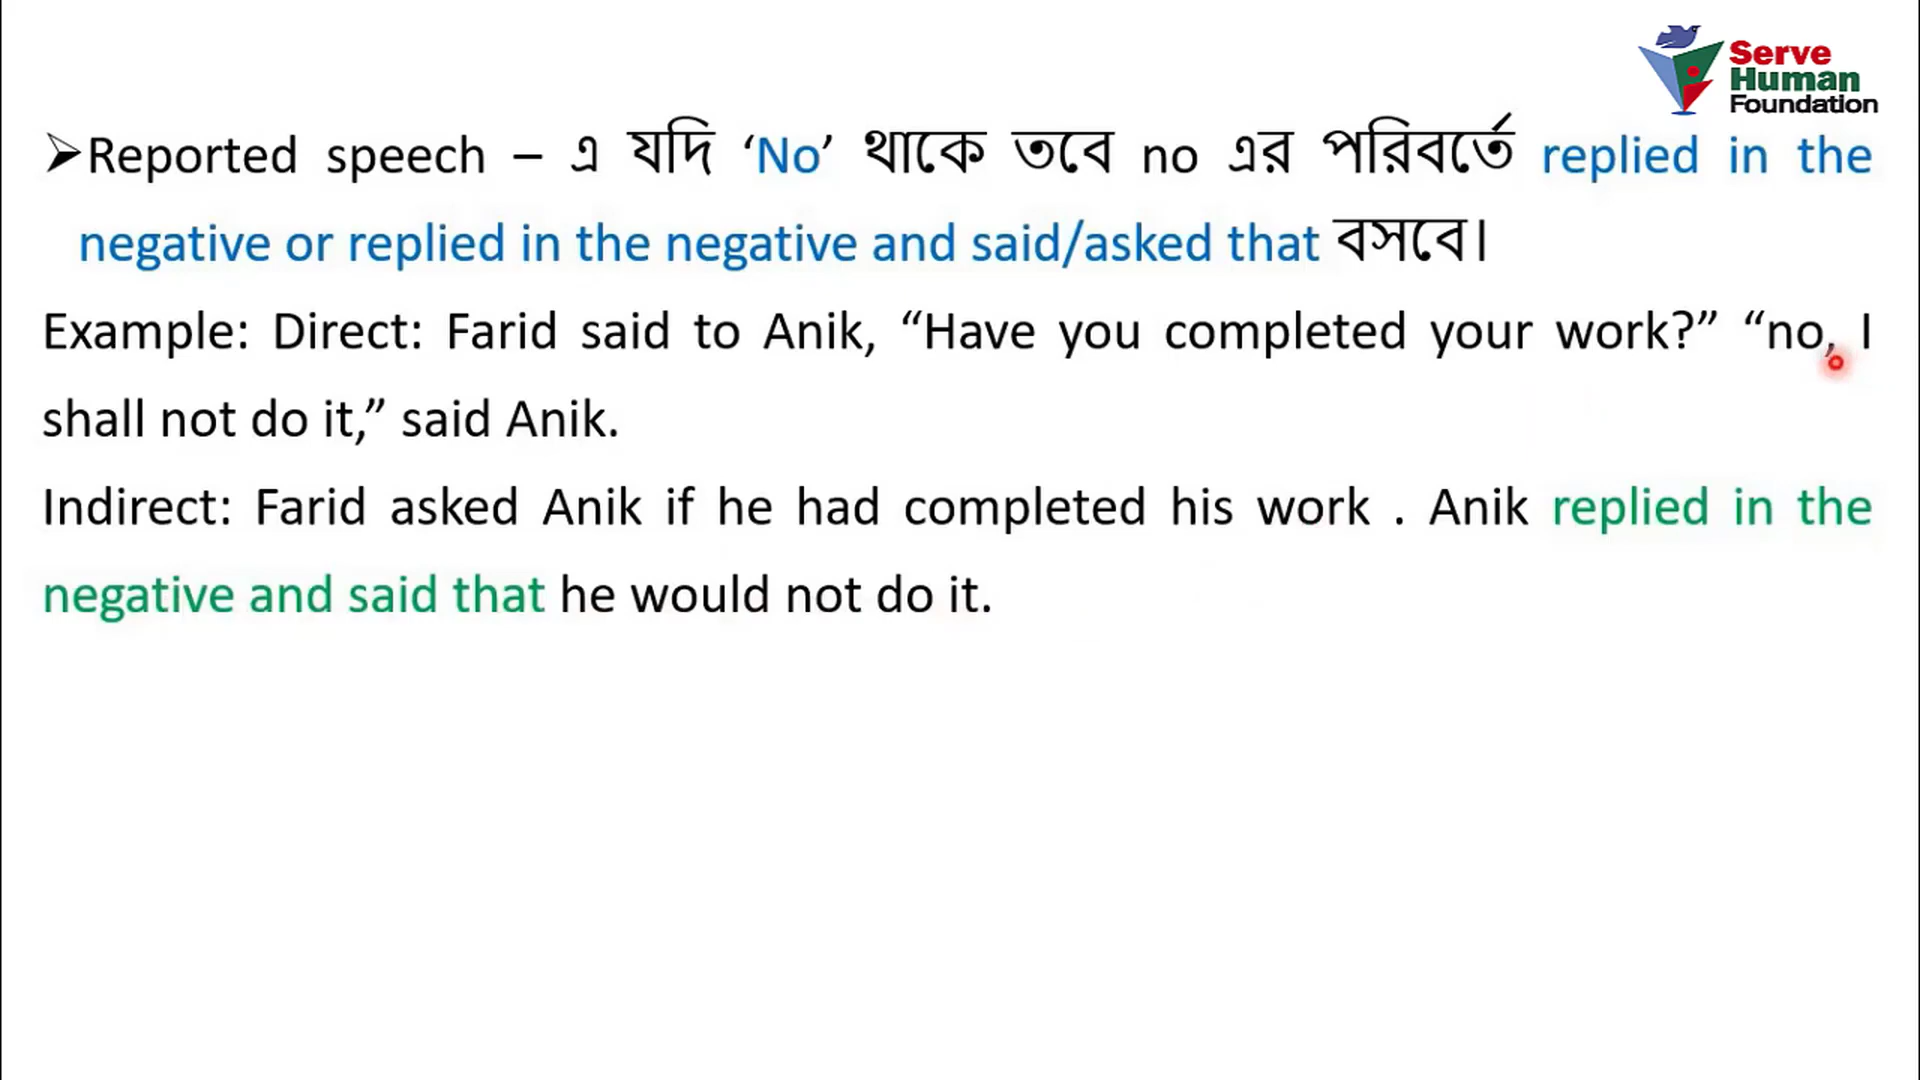 Serve
Human
Foundation
➢Reported speech – এ যদি ‘No’ থাকে তবে no এর পরিবর্তে replied in the
negative or replied in the negative and said/asked that বসবে।
Example: Direct: Farid said to Anik, “Have you completed your work?” “no, I
shall not do it,” said Anik.
Indirect: Farid asked Anik if he had completed his work . Anik replied in the
negative and said that he would not do it.